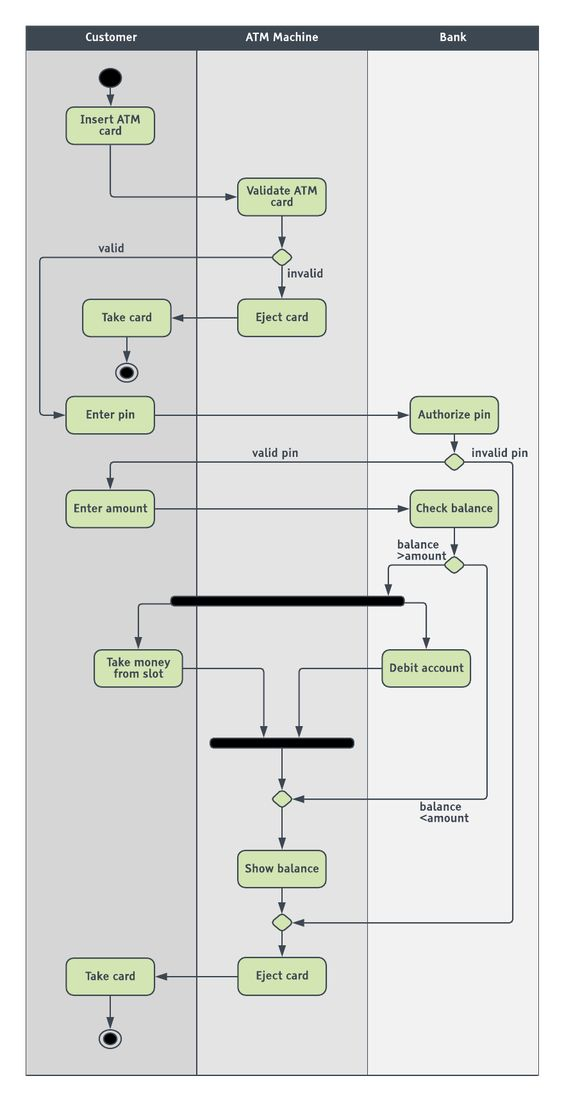 Customer
ATM Machine
Bank
Insert ATM
card
Validate ATM
card
valid
invalid
Take card
Eject card
Enter pin
Authorize pin
valid pin
invalid pin
Enter amount
Check balance
balance
>amount
Take money
from slot
Debit account
balance
<amount
Show balance
Take card
Eject card